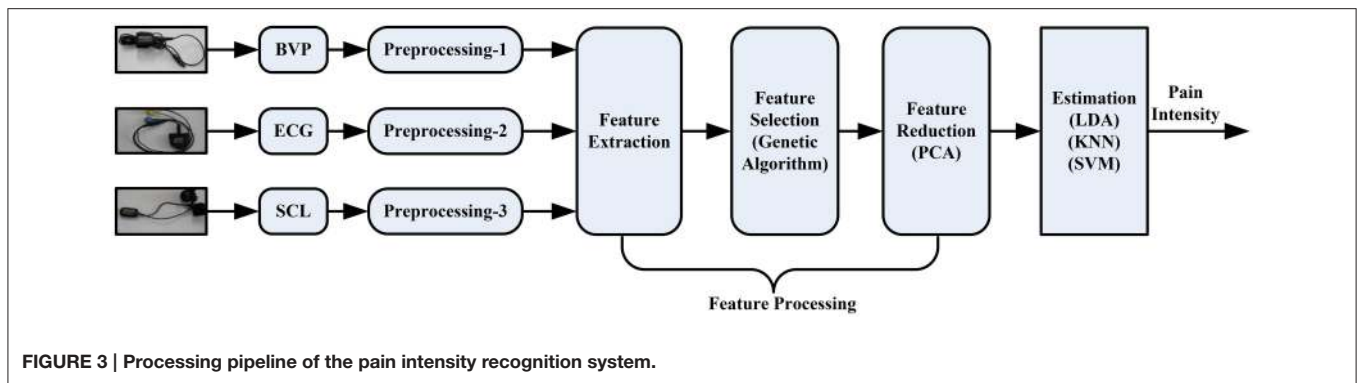 BVP
Preprocessing-1
ECG
Preprocessing-2
SCL
Preprocessing-3
Feature
Extraction
Feature
Selection
(Genetic
Algorithm)
Feature
Reduction
(PCA)
Estimation
(LDA)
(KNN)
(SVM)
Pain
Intensity
Feature Processing
FIGURE 3 | Processing pipeline of the pain intensity recognition system.